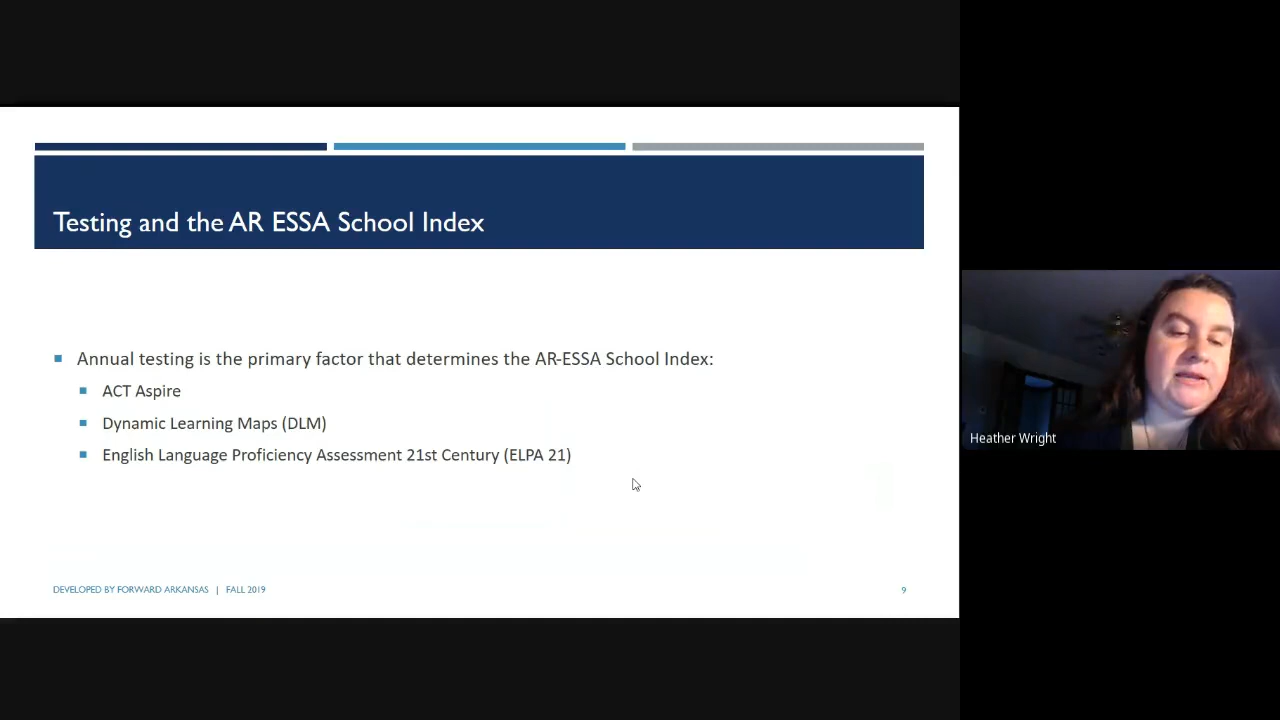 Testing and the AR ESSA School Index
Annual testing is the primary factor that determines the AR-ESSA School Index:
ACT Aspire
Dynamic Learning Maps (DLM)
English Language Proficiency Assessment 21st Century (ELPA 21)
DEVELOPED BY FORWARD ARKANSAS | FALL 2019
9
Heather Wright